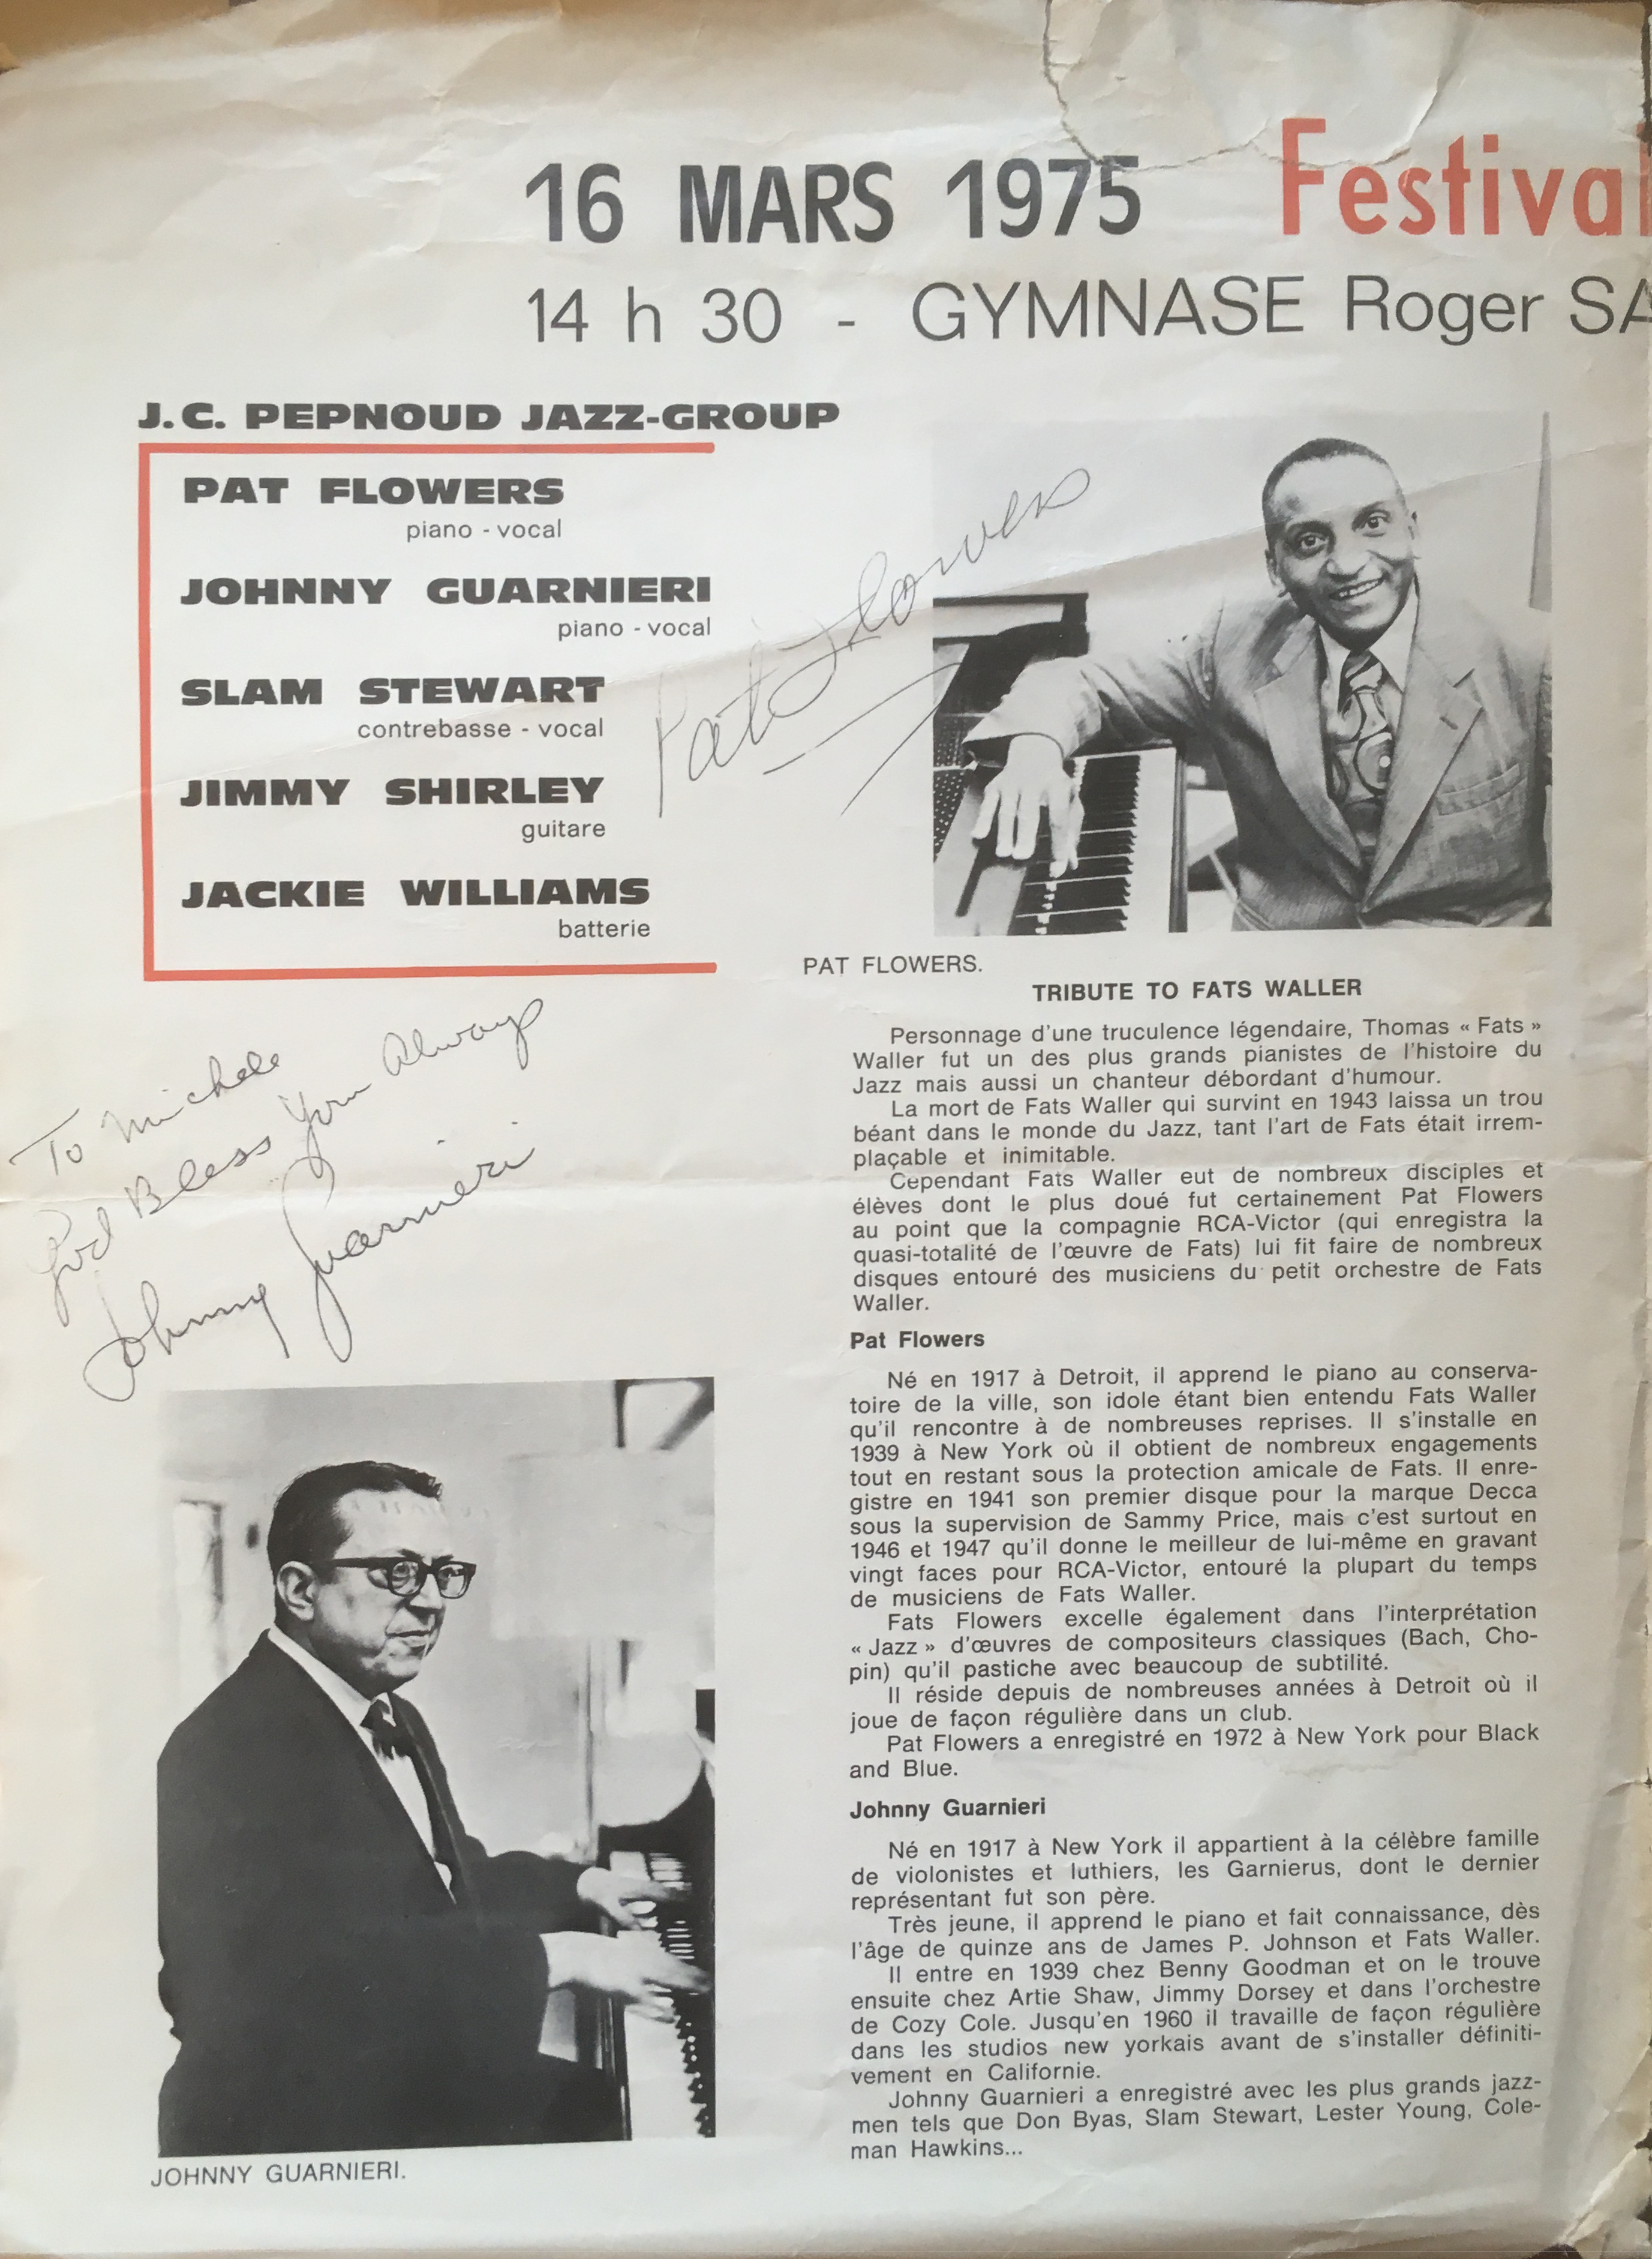 16 MARS 1975 Festival
14 h 30 - GYMNASE Roger SA
J.C. PEPNOUD JAZZ-GROUP
PAT FLOWERS
piano - vocal
JOHNNY GUARNIERI
piano - vocal
SLAM STEWART
contrebasse - vocal
JIMMY SHIRLEY
guitare
JACKIE WILLIAMS
batterie
Pat Flowers
To Michele
God Bless You Always
Johnny Guarnieri
JOHNNY GUARNIERI.
PAT FLOWERS.
TRIBUTE TO FATS WALLER
Personnage d'une truculence légendaire, Thomas « Fats »
Waller fut un des plus grands pianistes de l'histoire du
Jazz mais aussi un chanteur débordant d'humour.
La mort de Fats Waller qui survint en 1943 laissa un trou
béant dans le monde du Jazz, tant l'art de Fats était irrem-
plaçable et inimitable.
Cependant Fats Waller eut de nombreux disciples et
élèves dont le plus doué fut certainement Pat Flowers
au point que la compagnie RCA-Victor (qui enregistra la
quasi-totalité de l'œuvre de Fats) lui fit faire de nombreux
disques entouré des musiciens du petit orchestre de Fats
Waller.
Pat Flowers
Né en 1917 à Detroit, il apprend le piano au conserva-
toire de la ville, son idole étant bien entendu Fats Waller
qu'il rencontre à de nombreuses reprises. Il s'installe en
1939 à New York où il obtient de nombreux engagements
tout en restant sous la protection amicale de Fats. Il enre-
gistre en 1941 son premier disque pour la marque Decca
sous la supervision de Sammy Price, mais c'est surtout en
1946 et 1947 qu'il donne le meilleur de lui-même en gravant
vingt faces pour RCA-Victor, entouré la plupart du temps
de musiciens de Fats Waller.
Fats Flowers excelle également dans l'interprétation
« Jazz » d'œuvres de compositeurs classiques (Bach, Cho-
pin) qu'il pastiche avec beaucoup de subtilité.
Il réside depuis de nombreuses années à Detroit où il
joue de façon régulière dans un club.
Pat Flowers a enregistré en 1972 à New York pour Black
and Blue.
Johnny Guarnieri
Né en 1917 à New York il appartient à la célèbre famille
de violonistes et luthiers, les Garnierus, dont le dernier
représentant fut son père.
Très jeune, il apprend le piano et fait connaissance, dès
l'âge de quinze ans de James P. Johnson et Fats Waller.
Il entre en 1939 chez Benny Goodman et on le trouve
ensuite chez Artie Shaw, Jimmy Dorsey et dans l'orchestre
de Cozy Cole. Jusqu'en 1960 il travaille de façon régulière
dans les studios new yorkais avant de s'installer définiti-
vement en Californie.
Johnny Guarnieri a enregistré avec les plus grands jazz-
men tels que Don Byas, Slam Stewart, Lester Young, Cole-
man Hawkins...